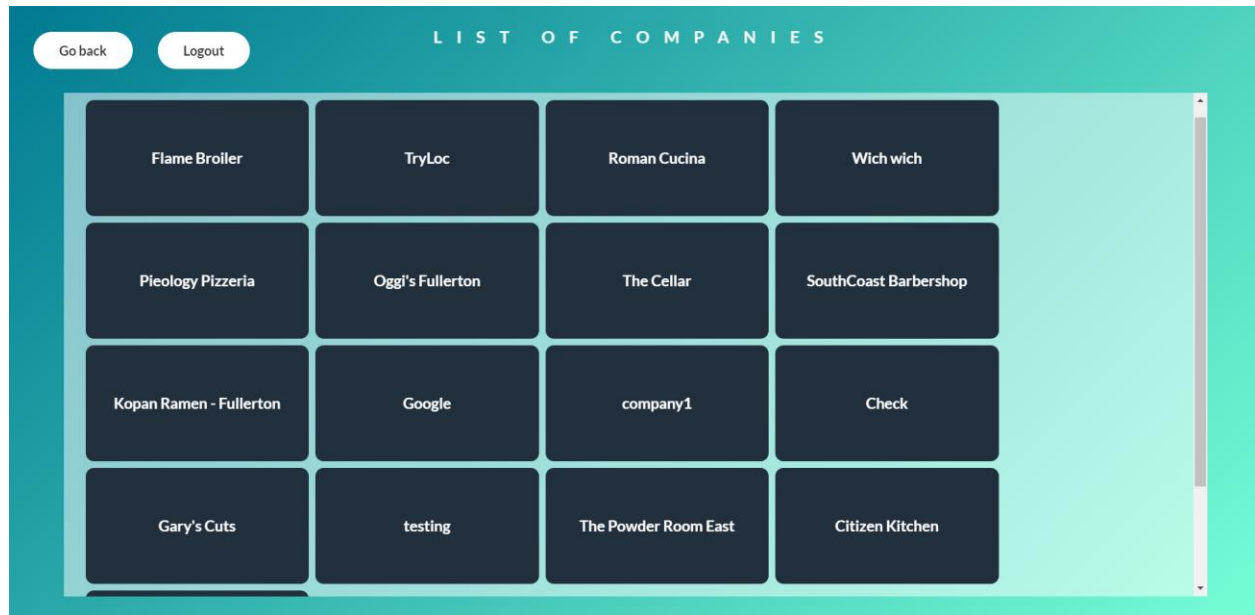 LIST OF COMPANIES
Go back
Logout
Flame Broiler
TryLoc
Roman Cucina
Wich wich
Pieology Pizzeria
Oggi's Fullerton
The Cellar
SouthCoast Barbershop
Kopan Ramen - Fullerton
Google
company1
Check
Gary's Cuts
testing
The Powder Room East
Citizen Kitchen